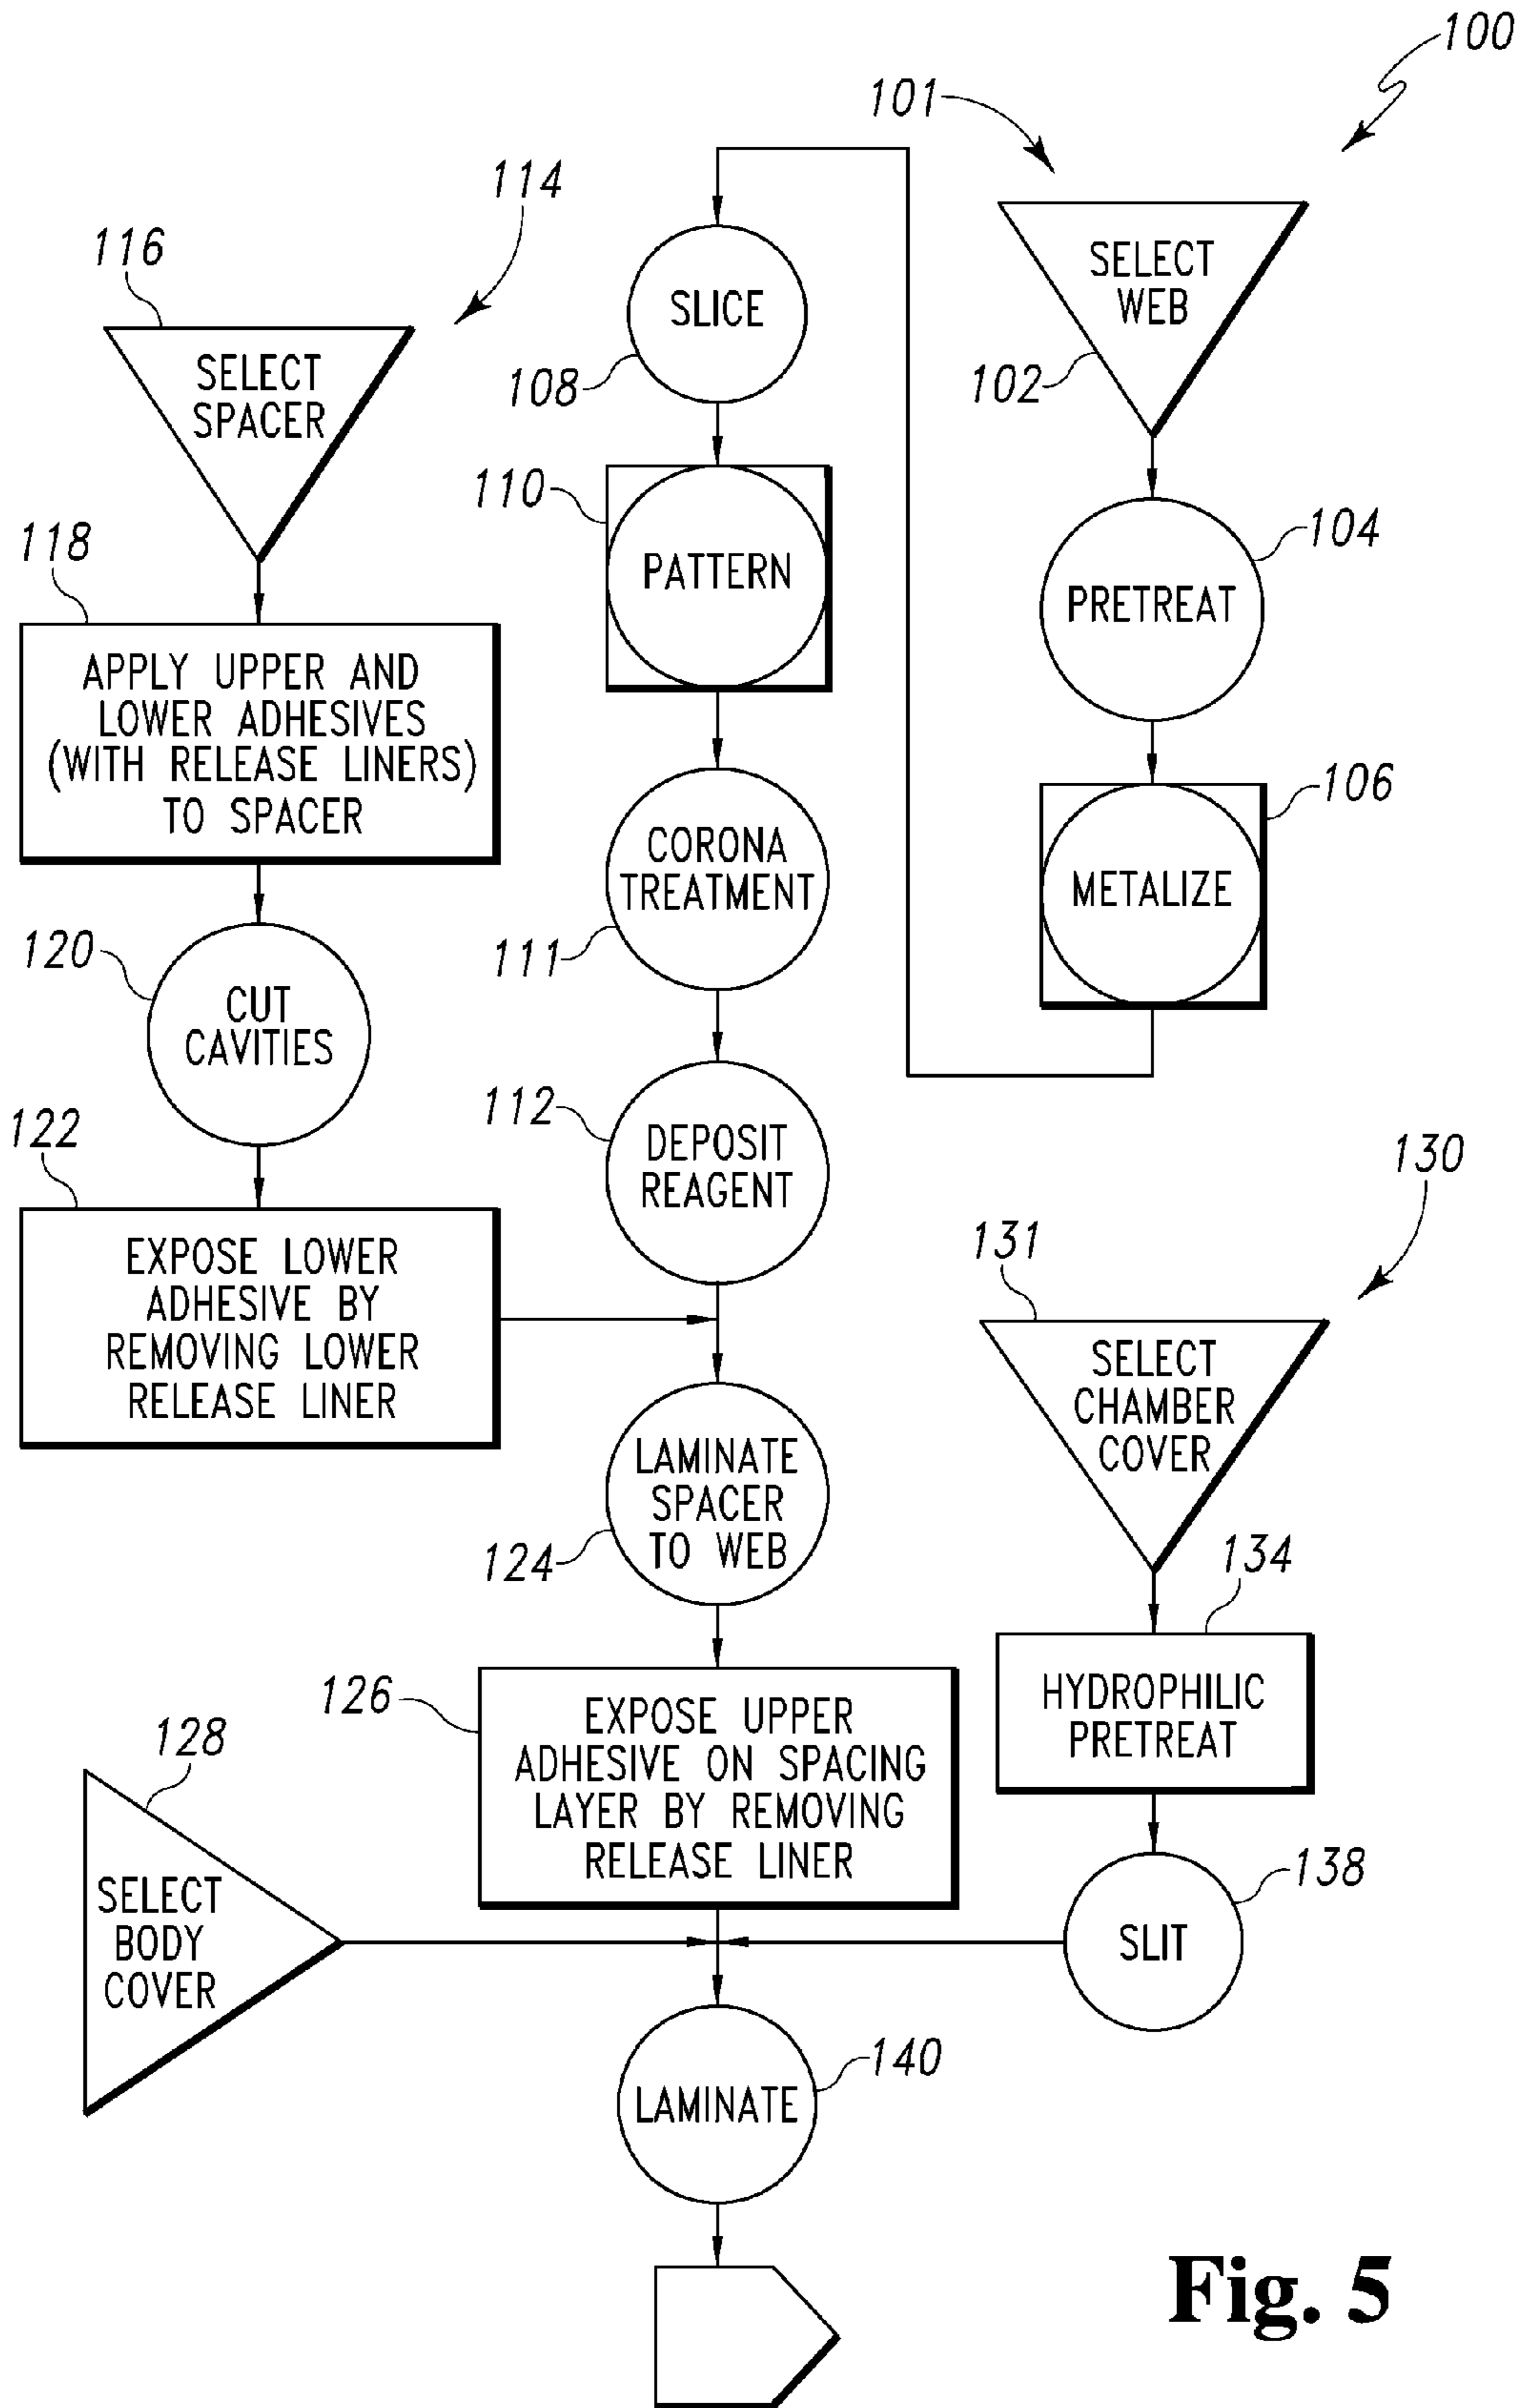 100
101
114
116
SELECT
SPACER
118
APPLY UPPER AND
LOWER ADHESIVES
(WITH RELEASE LINERS)
TO SPACER
120
CUT
CAVITIES
122
EXPOSE LOWER
ADHESIVE BY
REMOVING LOWER
RELEASE LINER
SLICE
108
110
PATTERN
CORONA
TREATMENT
111
112
DEPOSIT
REAGENT
LAMINATE
SPACER
TO WEB
124
126
EXPOSE UPPER
ADHESIVE ON SPACING
LAYER BY REMOVING
RELEASE LINER
128
SELECT
BODY
COVER
SELECT
WEB
102
104
PRETREAT
106
METALIZE
130
131
SELECT
CHAMBER
COVER
134
HYDROPHILIC
PRETREAT
138
SLIT
140
LAMINATE
Fig. 5